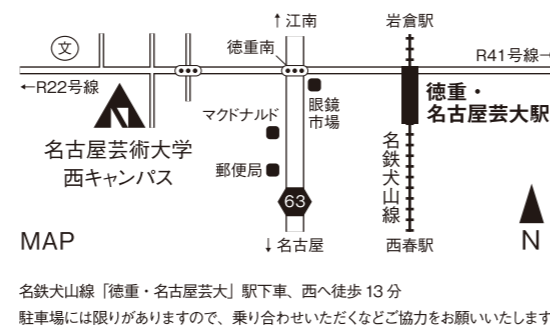 ↑江南
岩倉駅
文
徳重南
R41号線→
←R22号線
徳重・
名古屋芸大駅
眼鏡
市場
マクドナルド
名古屋芸術大学
西キャンパス
郵便局
名鉄犬山線
63
MAP
↓名古屋
西春駅
N
名鉄犬山線「徳重・名古屋芸大」駅下車、西へ徒歩 13 分
駐車場には限りがありますので、乗り合わせいただくなどご協力をお願いいたします